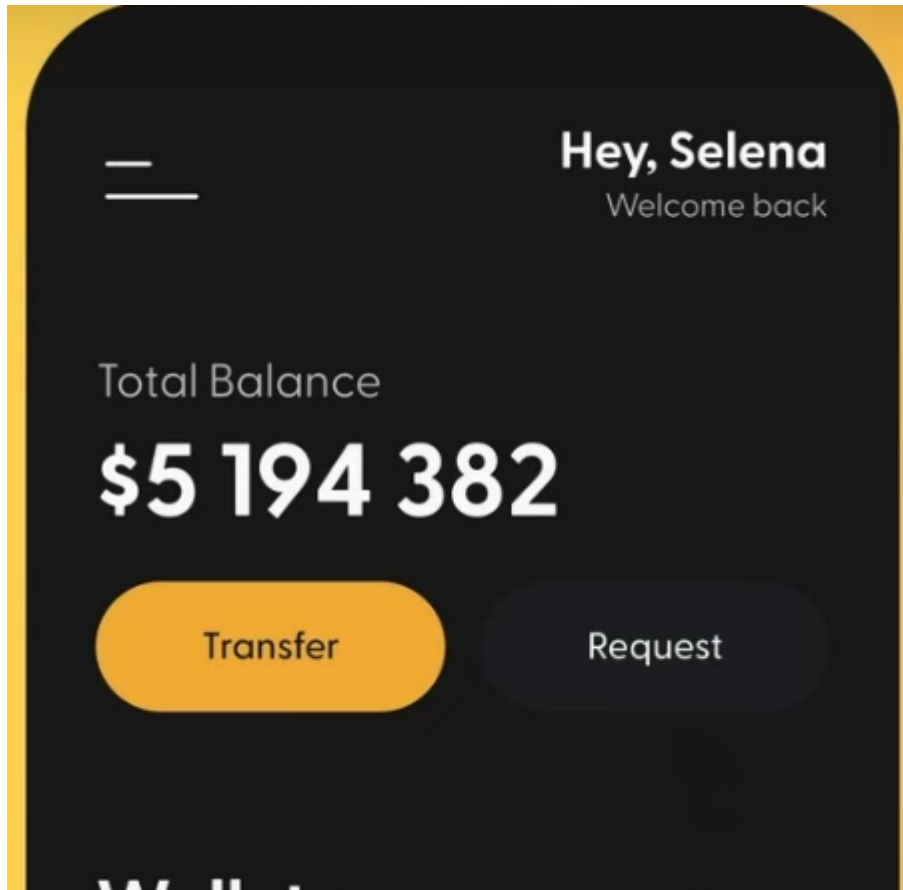 Hey, Selena
Welcome back
Total Balance
$5 194 382
Transfer
Request